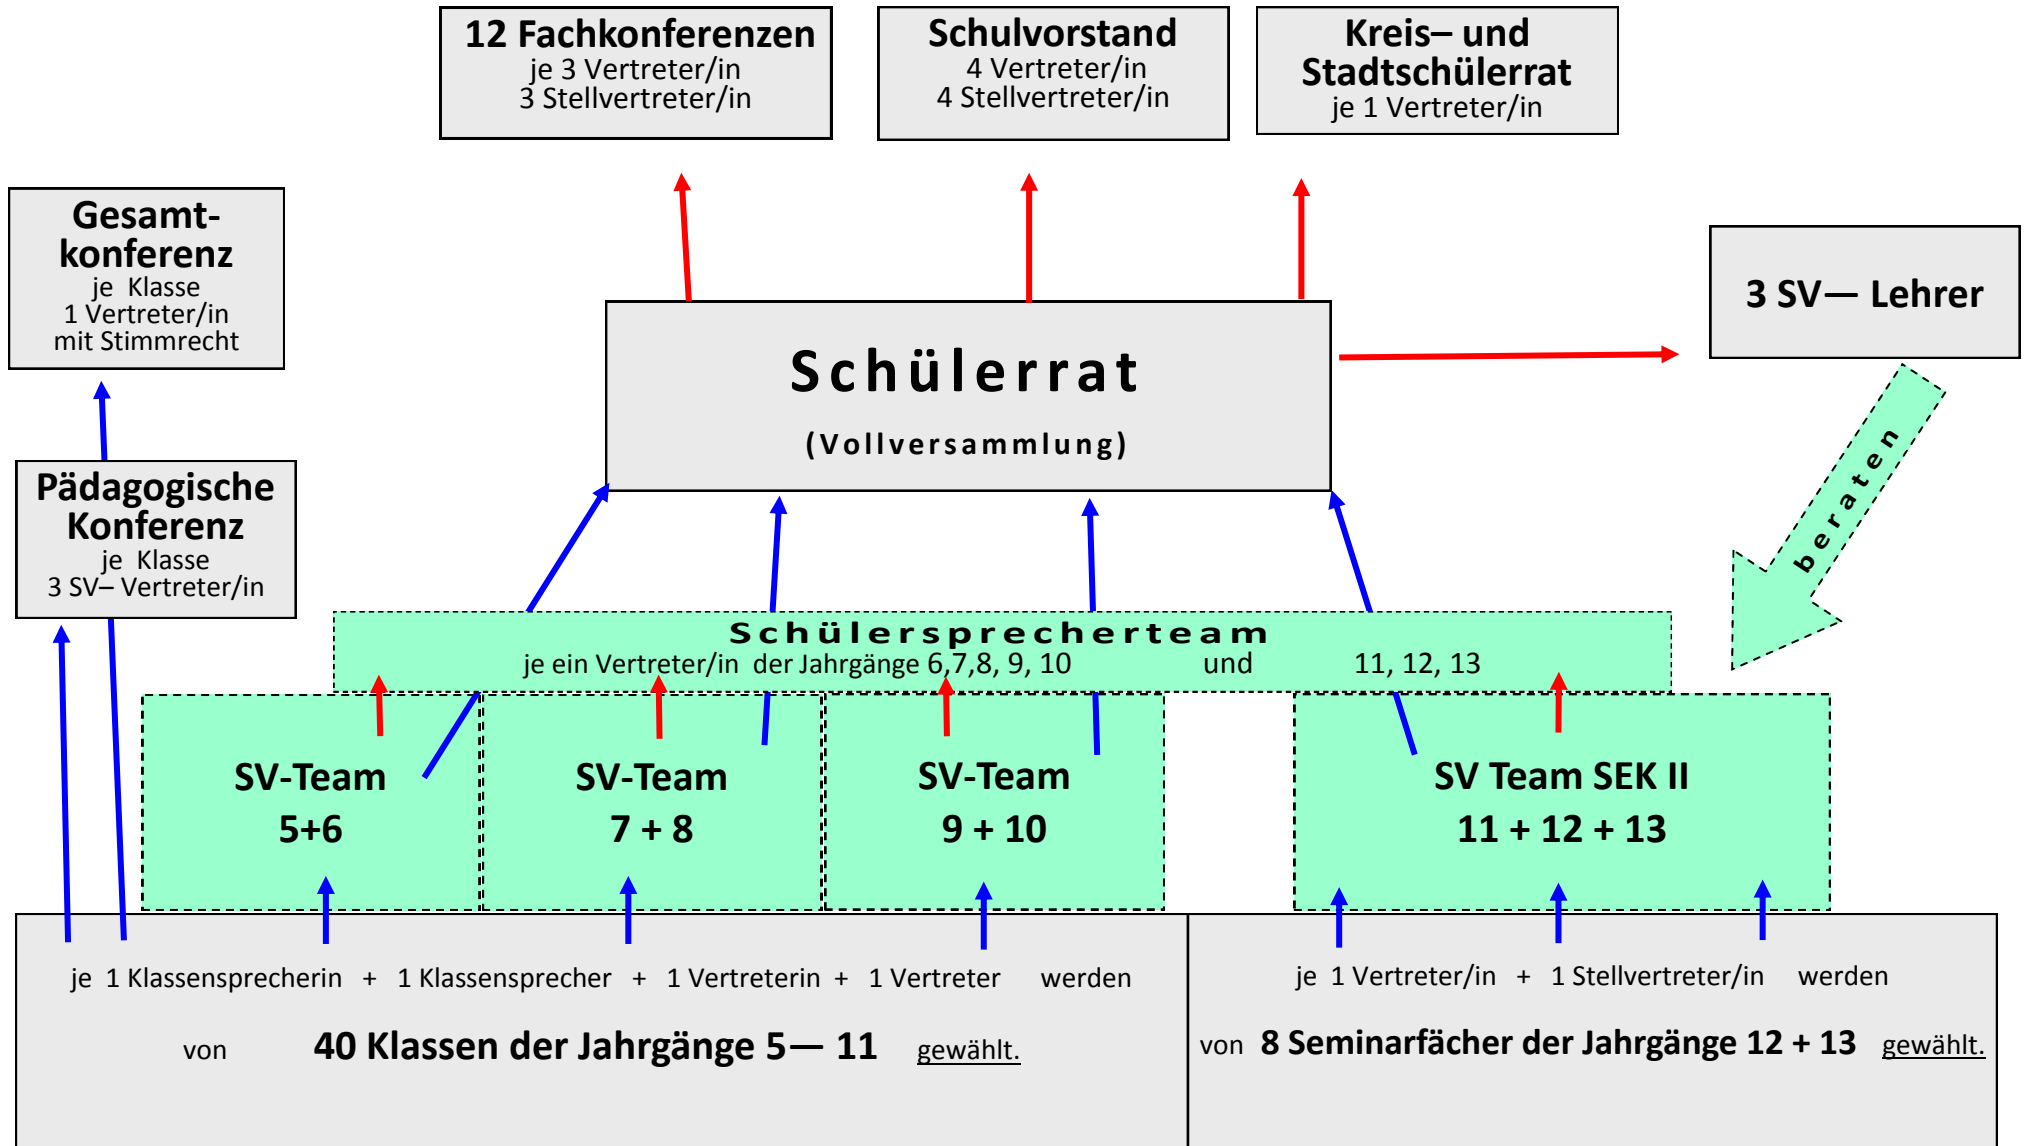 12 Fachkonferenzen
je 3 Vertreter/in
3 Stellvertreter/in
Schulvorstand
4 Vertreter/in
4 Stellvertreter/in
Kreis– und
Stadtschülerrat
je 1 Vertreter/in
Gesamt-
konferenz
je Klasse
1 Vertreter/in
mit Stimmrecht
3 SV— Lehrer
Schülerrat
(Vollversammlung)
beraten
Pädagogische
Konferenz
je Klasse
3 SV– Vertreter/in
Schülersprecherteam
je ein Vertreter/in der Jahrgänge 6,7,8, 9, 10 und 11, 12, 13
SV-Team
5+6
SV-Team
7 + 8
SV-Team
9 + 10
SV Team SEK II
11 + 12 + 13
je 1 Klassensprecherin + 1 Klassensprecher + 1 Vertreterin + 1 Vertreter werden
von 40 Klassen der Jahrgänge 5— 11 gewählt.
je 1 Vertreter/in + 1 Stellvertreter/in werden
von 8 Seminarfächer der Jahrgänge 12 + 13 gewählt.